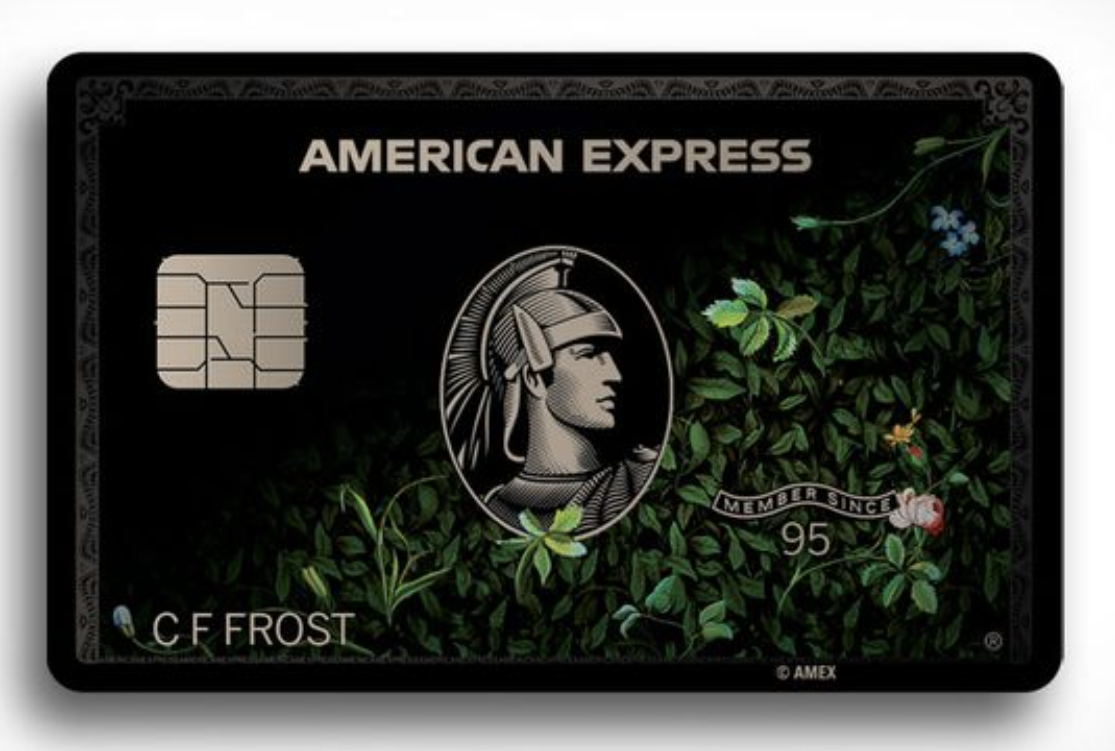 AMERICAN EXPRESS
MEMBER SINCE
95
C F FROST
®
© AMEX